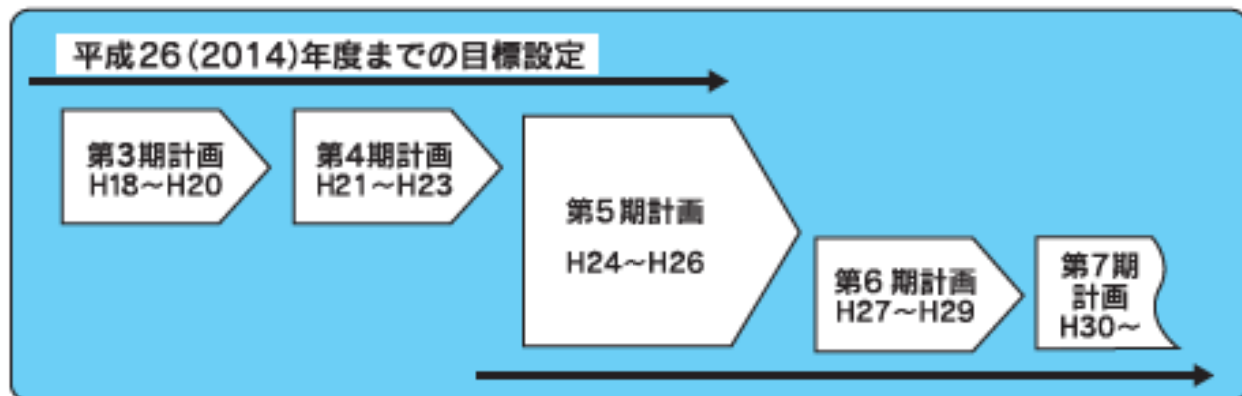 平成26(2014)年度までの目標設定
第3期計画
H18～H20
第4期計画
H21～H23
第5期計画
H24～H26
第6期計画
H27～H29
第7期
計画
H30～